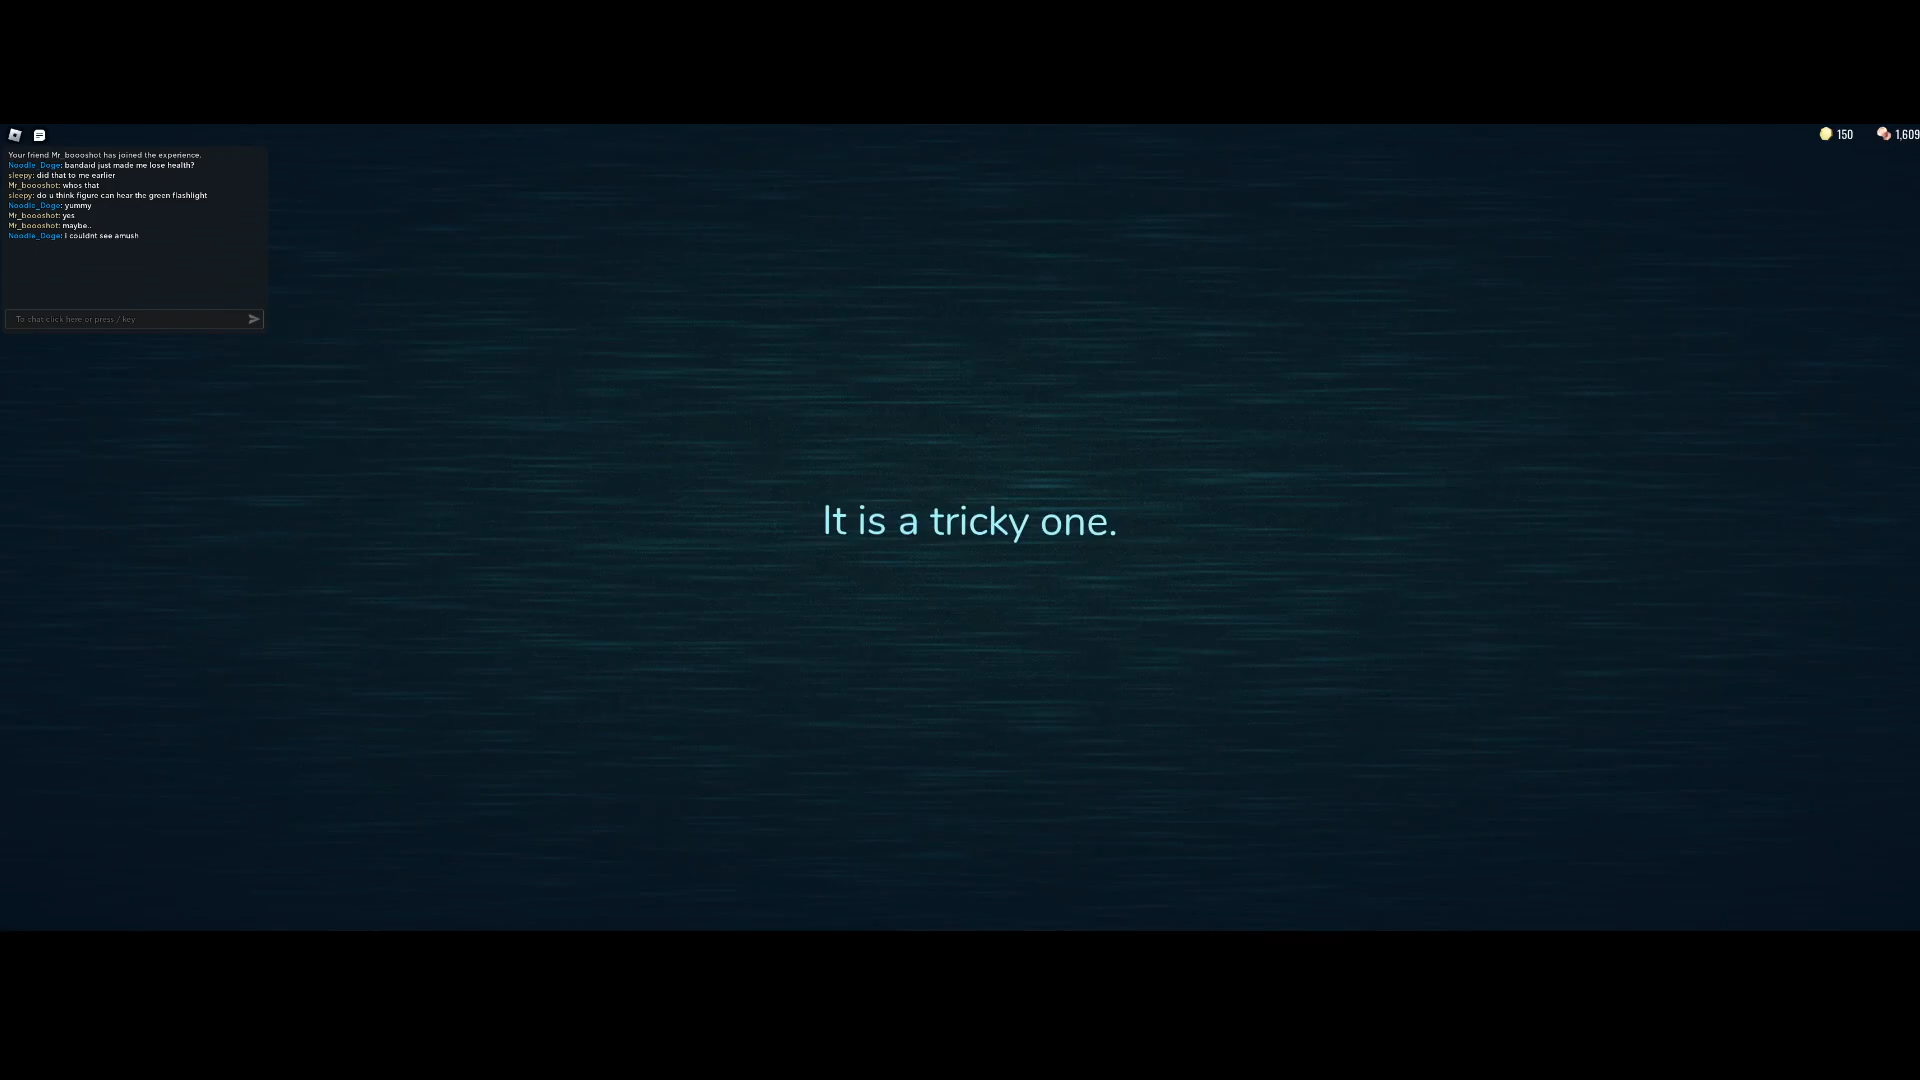 150
1,609
Your friend Mr_boooshot has joined the experience.
Noodle_Doge: bandaid just made me lose health?
sleepy: did that to me earlier
Mr_boooshot: whos that
sleepy: do u think figure can hear the green flashlight
Noodle_Doge: yummy
Mr_boooshot: yes
Mr_boooshot: maybe..
Noodle_Doge: i couldnt see amush
To chat click here or press / key
It is a tricky one.